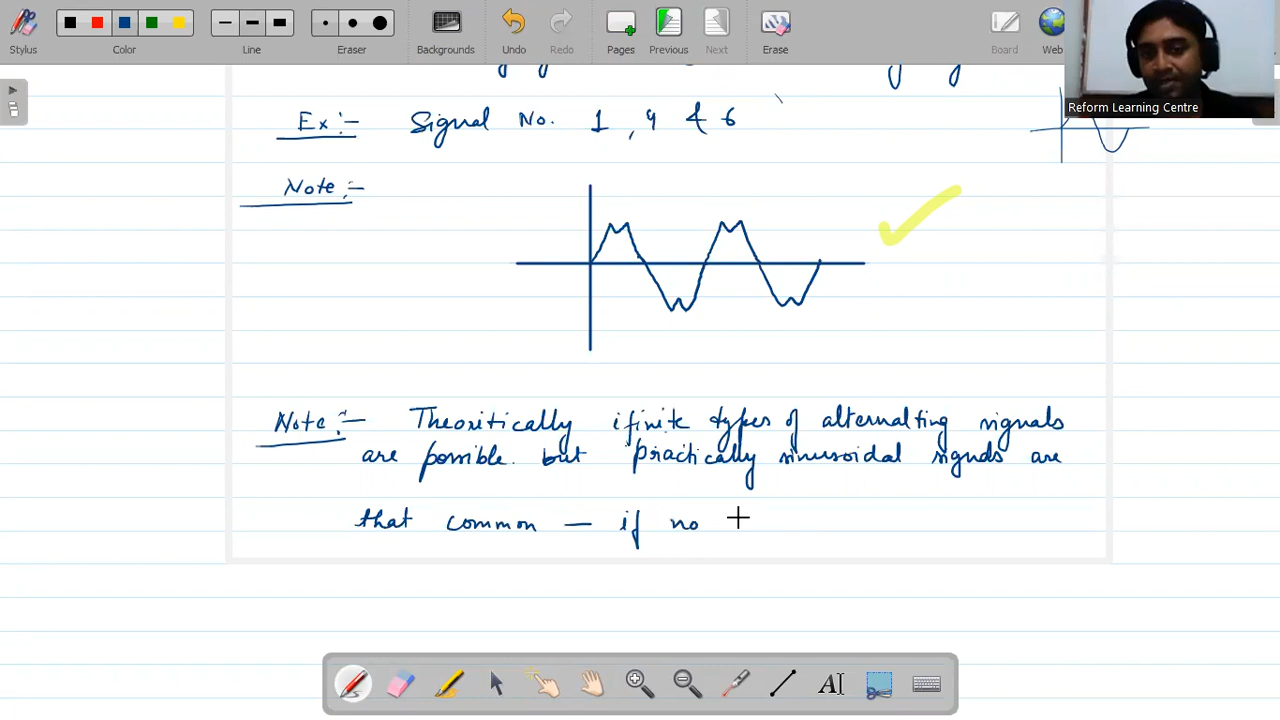 Stylus
Color
Line
Eraser
Backgrounds
Undo
Redo
Pages
Previous
Next
Erase
Board
Web
Reform Learning Centre
Ex:- Signal No. 1, 4 & 6
Note:-
Note:- Theoritically ifinite types of alternalting signals
are possible. but practically sinusoidal signals are
that common — if no
AI